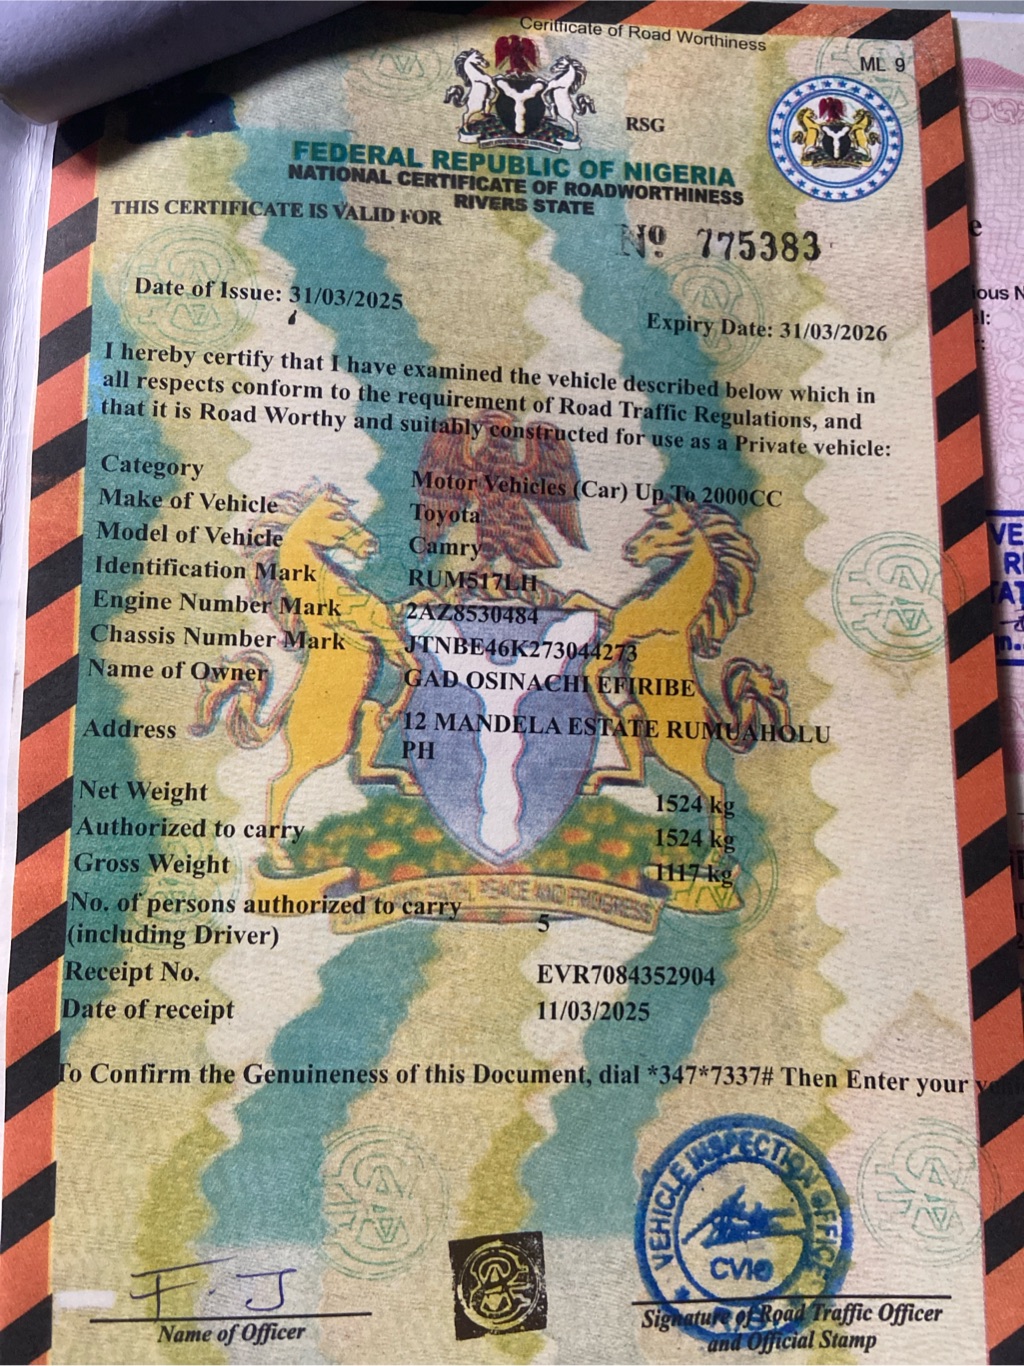 Cerificate of Road Worthiness
ML 9
RSG
FEDERAL REPUBLIC OF NIGERIA
NATIONAL CERTIFICATE OF ROADWORTHINESS
RIVERS STATE
THIS CERTIFICATE IS VALID FOR
No. 775383
Date of Issue: 31/03/2025
Expiry Date: 31/03/2026
I hereby certify that I have examined the vehicle described below which in
all respects conform to the requirement of Road Traffic Regulations, and
that it is Road Worthy and suitably constructed for use as a Private vehicle:
Category Motor Vehicles (Car) Up To 2000CC
Make of Vehicle Toyota
Model of Vehicle Camry
Identification Mark RUM517LH
Engine Number Mark 2AZ8530484
Chassis Number Mark JTNBE46K273044273
Name of Owner GAD OSINACHI EFIRIBE
Address 12 MANDELA ESTATE RUMUAHOLU
PH
Net Weight 1524 kg
Authorized to carry 1524 kg
Gross Weight 1117 kg
PEACE AND PROGRESS
No. of persons authorized to carry
(including Driver) 5
Receipt No. EVR7084352904
Date of receipt 11/03/2025
To Confirm the Genuineness of this Document, dial *347*7337# Then Enter your
VEHICLE INSPECTION OFFICE
CVIO
F. J
Name of Officer
Signature of Road Traffic Officer
and Official Stamp